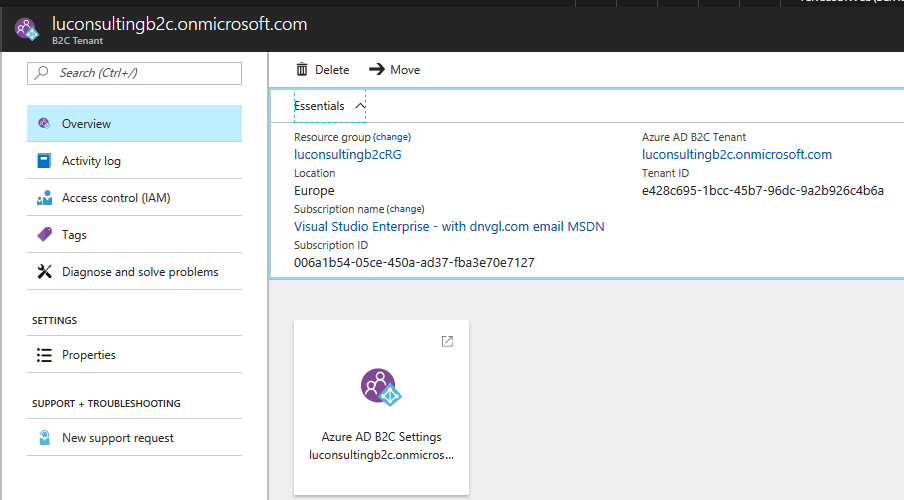 luconsultingb2c.onmicrosoft.com
B2C Tenant
Search (Ctrl+/)
Overview
Activity log
Access control (IAM)
Tags
Diagnose and solve problems
SETTINGS
Properties
SUPPORT + TROUBLESHOOTING
New support request
Delete Move
Essentials
Resource group (change)
luconsultingb2cRG
Location
Europe
Subscription name (change)
Visual Studio Enterprise - with dnvgl.com email MSDN
Subscription ID
006a1b54-05ce-450a-ad37-fba3e70e7127
Azure AD B2C Tenant
luconsultingb2c.onmicrosoft.com
Tenant ID
e428c695-1bcc-45b7-96dc-9a2b926c4b6a
Azure AD B2C Settings
luconsultingb2c.onmicros...